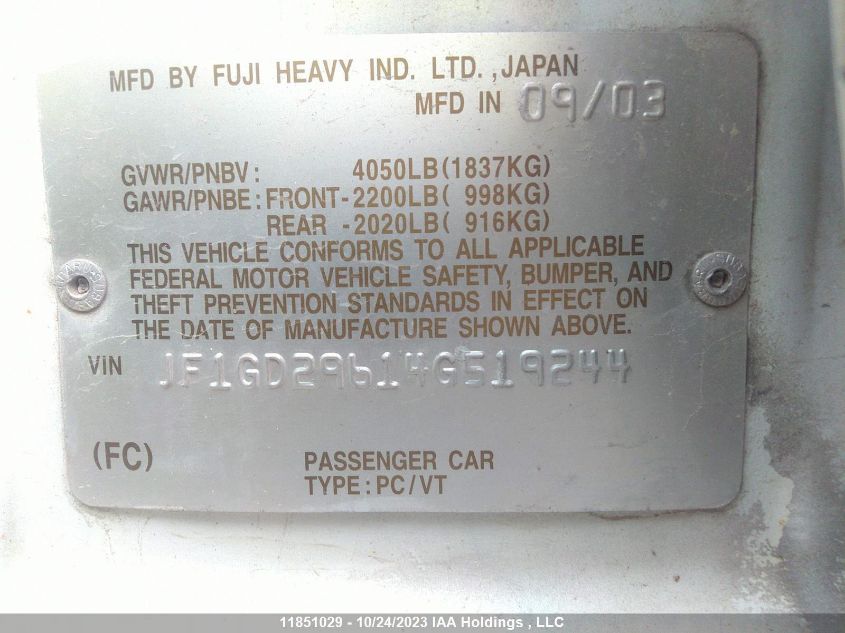 MFD BY FUJI HEAVY IND. LTD. ,JAPAN
MFD IN 09/03
GVWR/PNBV: 4050LB(1837KG)
GAWR/PNBE: FRONT-2200LB( 998KG)
REAR -2020LB( 916KG)
THIS VEHICLE CONFORMS TO ALL APPLICABLE
FEDERAL MOTOR VEHICLE SAFETY, BUMPER, AND
THEFT PREVENTION STANDARDS IN EFFECT ON
THE DATE OF MANUFACTURE SHOWN ABOVE.
VIN JF1GD29614G519244
(FC) PASSENGER CAR
TYPE:PC/VT
11851029 - 10/24/2023 IAA Holdings , LLC